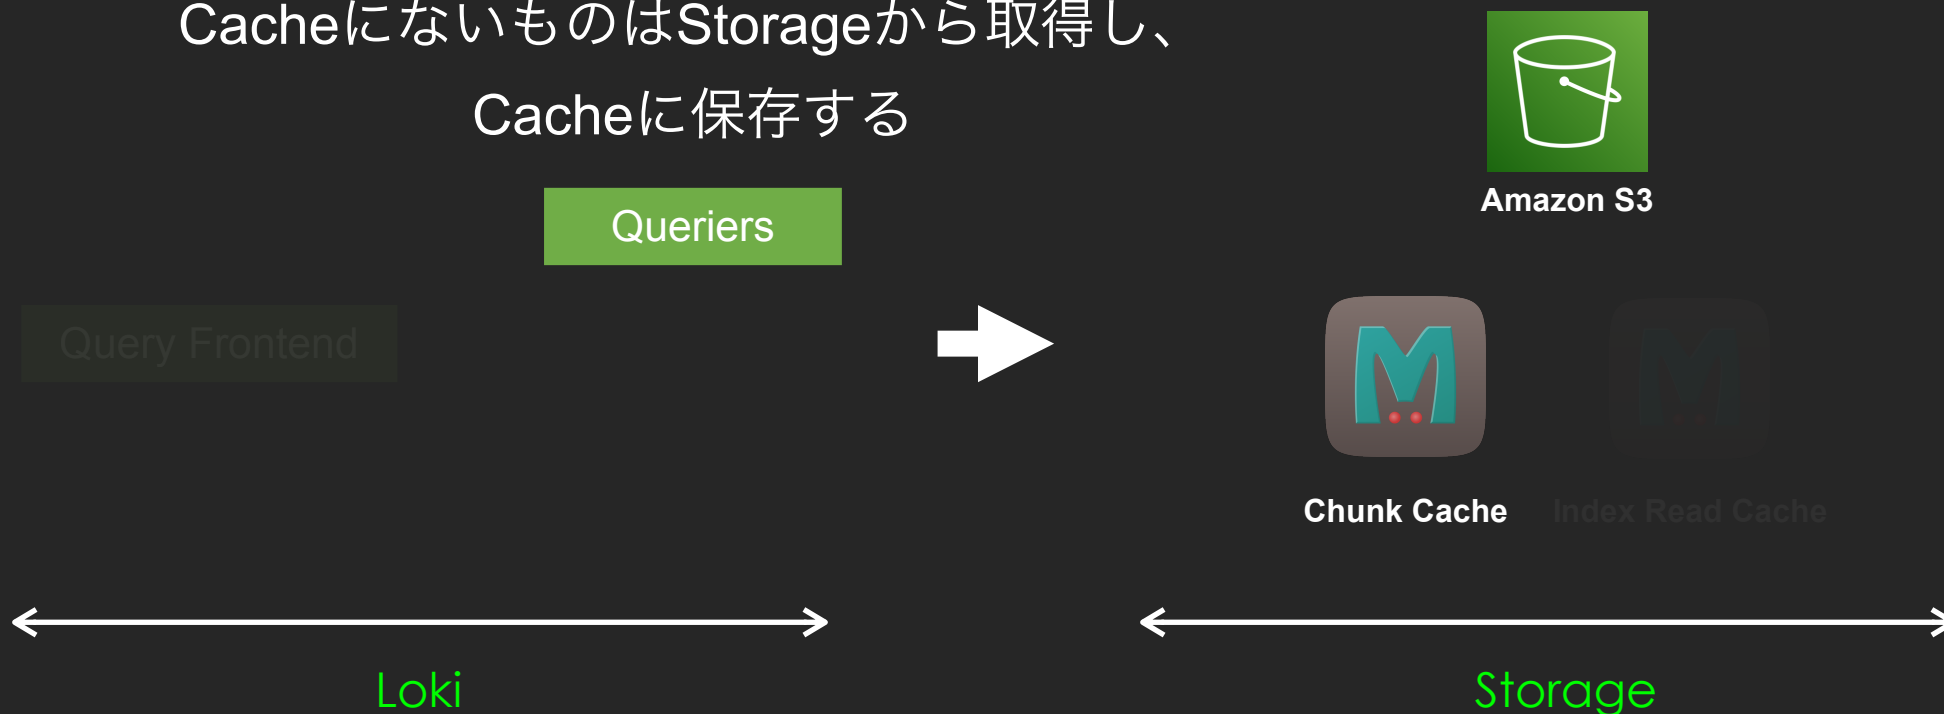 CacheにないものはStorageから取得し、
Cacheに保存する
Amazon S3
Queriers
Query Frontend
Chunk Cache
Index Read Cache
Loki
Storage